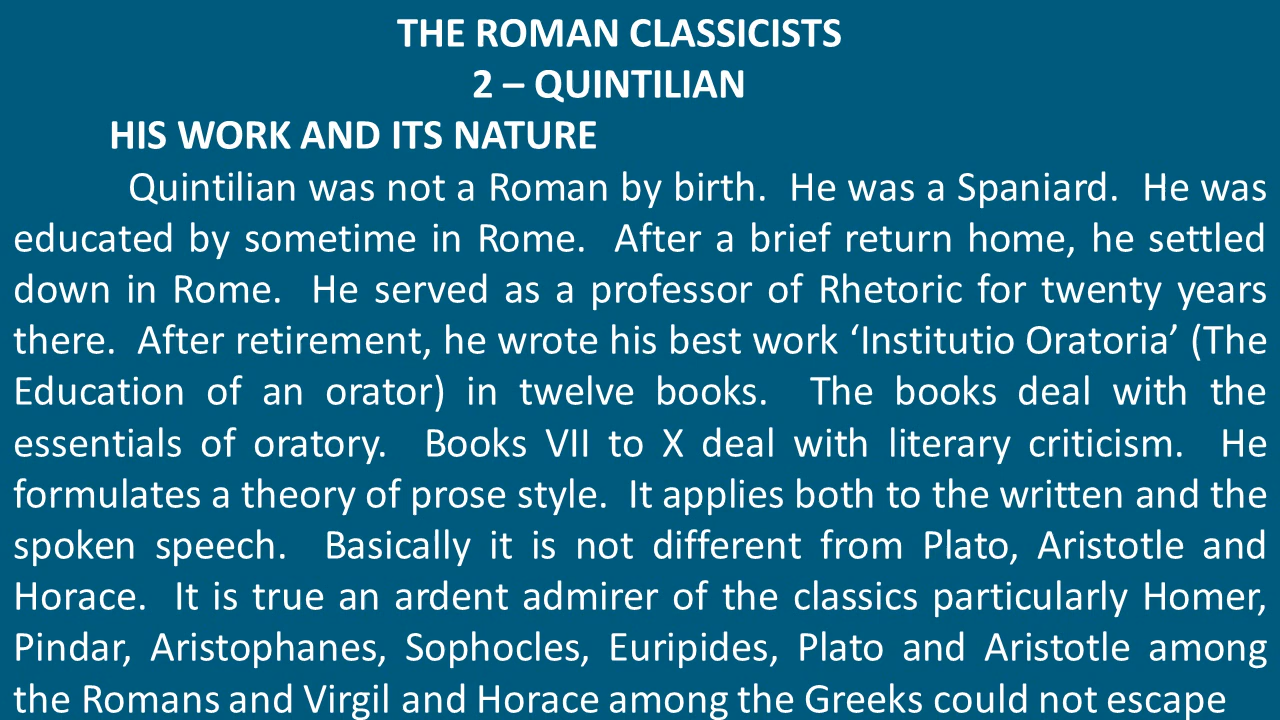 THE ROMAN CLASSICISTS
2 – QUINTILIAN
HIS WORK AND ITS NATURE
Quintilian was not a Roman by birth. He was a Spaniard. He was
educated by sometime in Rome. After a brief return home, he settled
down in Rome. He served as a professor of Rhetoric for twenty years
there. After retirement, he wrote his best work ‘Institutio Oratoria’ (The
Education of an orator) in twelve books. The books deal with the
essentials of oratory. Books VII to X deal with literary criticism. He
formulates a theory of prose style. It applies both to the written and the
spoken speech. Basically it is not different from Plato, Aristotle and
Horace. It is true an ardent admirer of the classics particularly Homer,
Pindar, Aristophanes, Sophocles, Euripides, Plato and Aristotle among
the Romans and Virgil and Horace among the Greeks could not escape